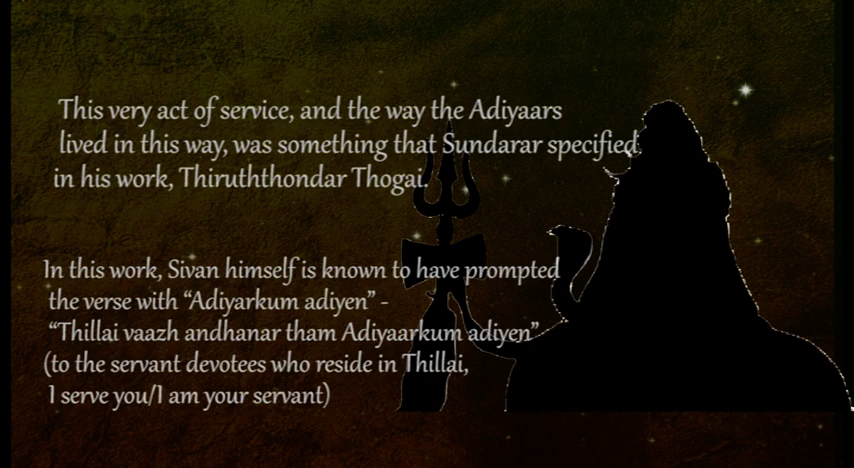 This very act of service, and the way the Adiyaars
lived in this way, was something that Sundarar specified
in his work, Thiruththondar Thogai.
In this work, Sivan himself is known to have prompted
the verse with “Adiyarkum adiyen” -
“Thillai vaazh andhanar tham Adiyaarkum adiyen”
(to the servant devotees who reside in Thillai,
I serve you/I am your servant)